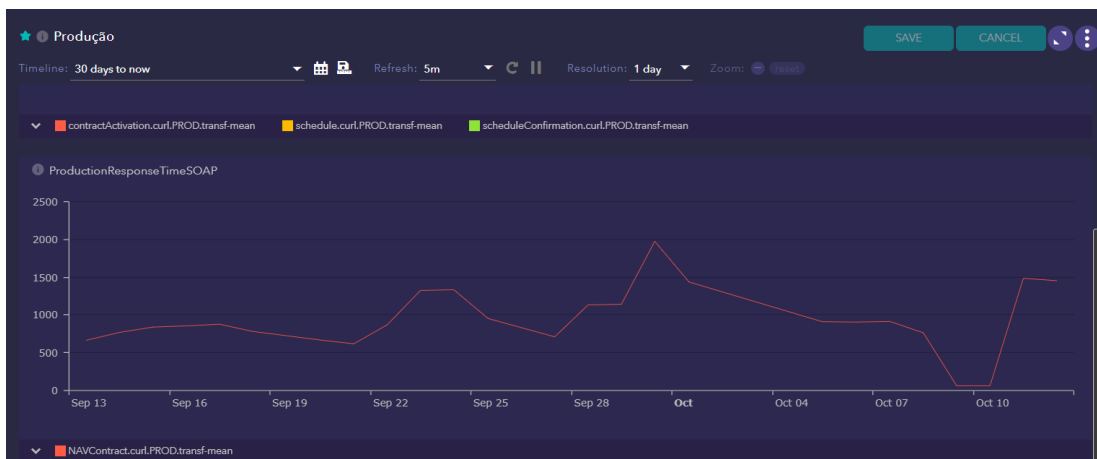 Produção SAVE CANCEL
Timeline: 30 days to now Refresh: 5m Resolution: 1 day Zoom: reset
contractActivation.curl.PROD.transf-mean schedule.curl.PROD.transf-mean scheduleConfirmation.curl.PROD.transf-mean
ProductionResponseTimeSOAP
2500
2000
1500
1000
500
0
Sep 13 Sep 16 Sep 19 Sep 22 Sep 25 Sep 28 Oct Oct 04 Oct 07 Oct 10
NAVContract.curl.PROD.transf-mean